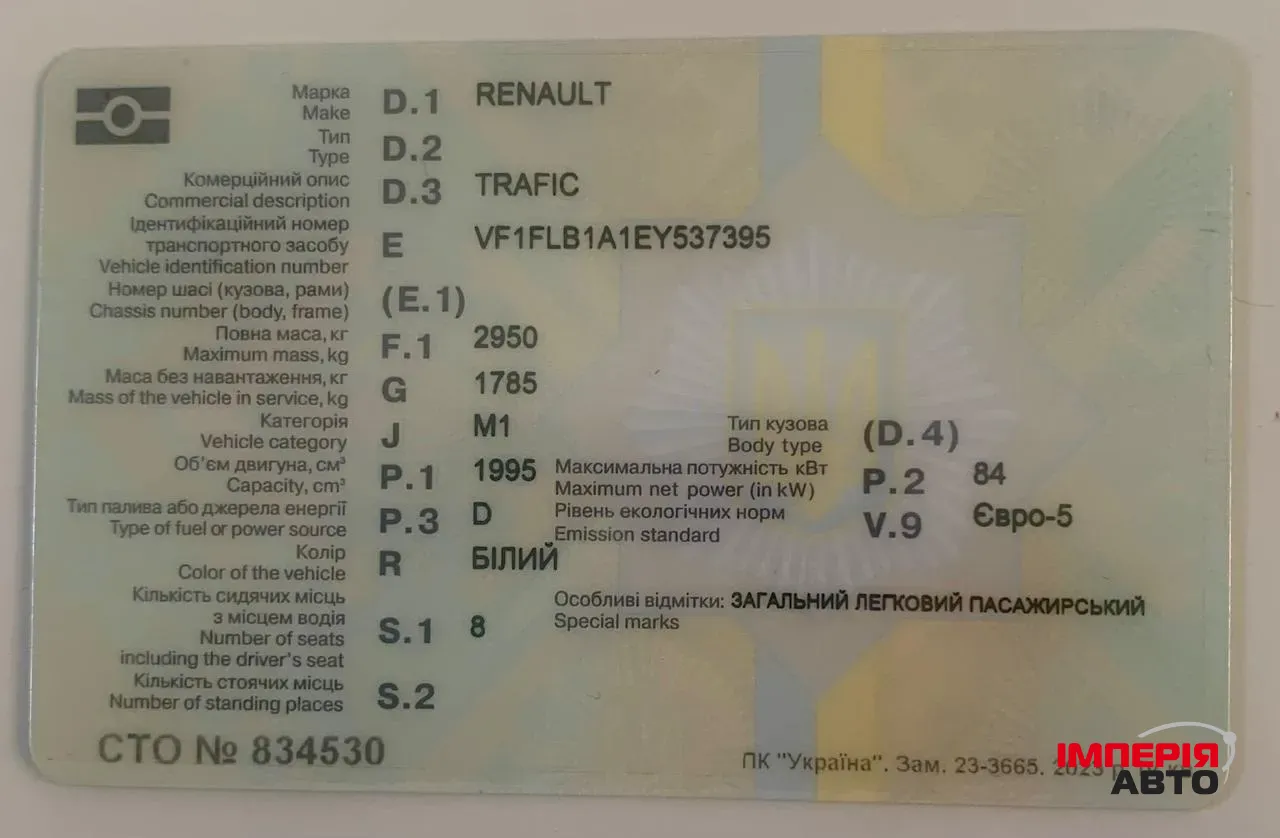 Марка
Make D.1 RENAULT
Тип
Type D.2
Комерційний опис
Commercial description D.3 TRAFIC
Ідентифікаційний номер
транспортного засобу
Vehicle identification number E VF1FLB1A1EY537395
Номер шасі (кузова, рами)
Chassis number (body, frame) (E.1)
Повна маса, кг
Maximum mass, kg F.1 2950
Маса без навантаження, кг
Mass of the vehicle in service, kg G 1785
Категорія
Vehicle category J M1
Тип кузова
Body type (D.4)
Об'єм двигуна, см³
Capacity, cm³ P.1 1995
Максимальна потужність кВт
Maximum net power (in kW) P.2 84
Тип палива або джерела енергії
Type of fuel or power source P.3 D
Рівень екологічних норм
Emission standard V.9 Євро-5
Колір
Color of the vehicle R БІЛИЙ
Кількість сидячих місць
з місцем водія
Number of seats
including the driver's seat S.1 8
Особливі відмітки: ЗАГАЛЬНИЙ ЛЕГКОВИЙ ПАСАЖИРСЬКИЙ
Special marks
Кількість стоячих місць
Number of standing places S.2
СТО № 834530
ПК "Україна". Зам. 23-3665. 2023
ІМПЕРІЯ
АВТО